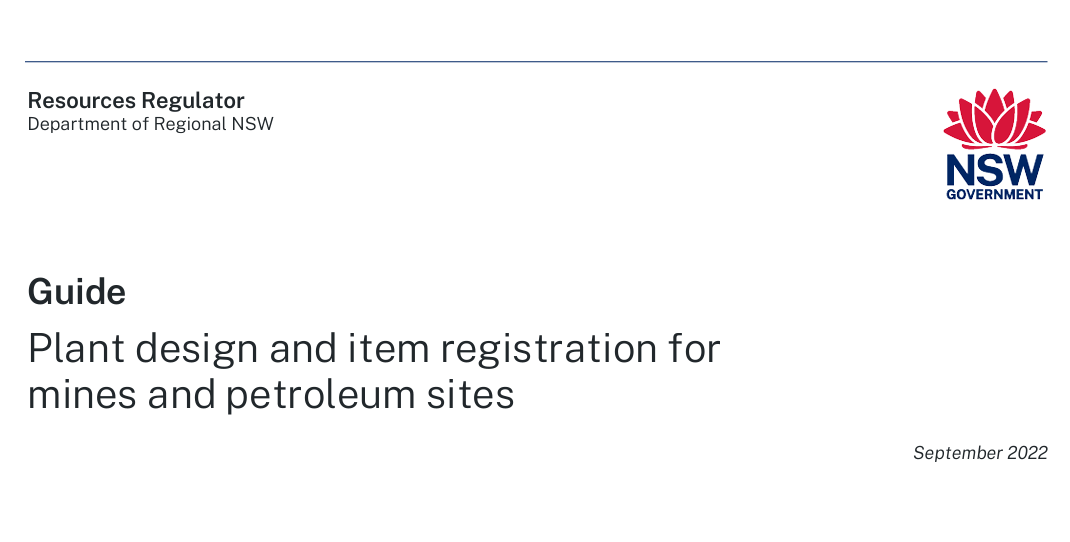 Resources Regulator
Department of Regional NSW
NSW
GOVERNMENT
Guide
Plant design and item registration for
mines and petroleum sites
September 2022